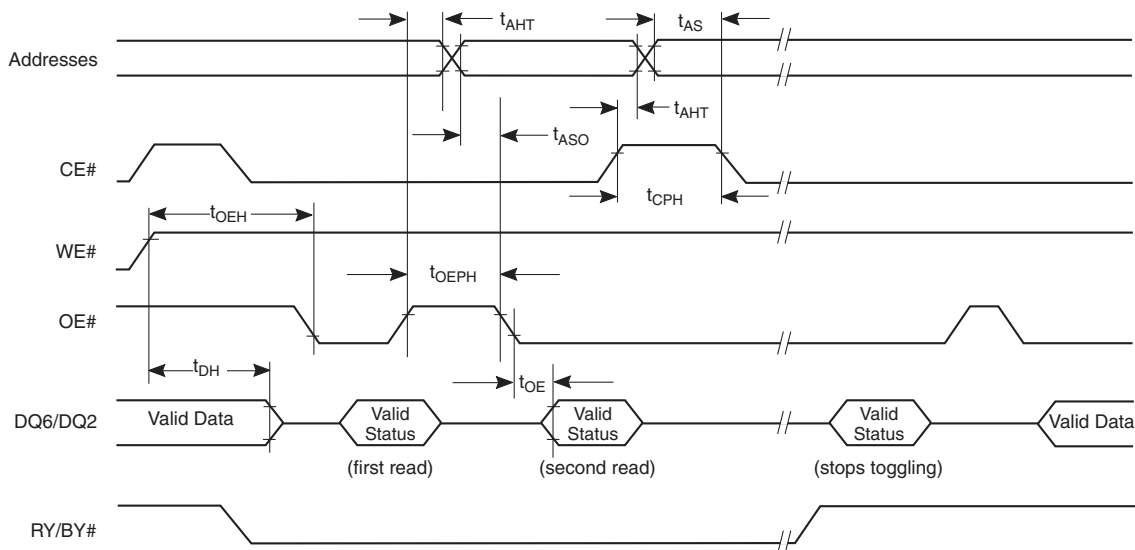 tAHT
tAS
Addresses
tAHT
tASO
CE#
tCPH
tOEH
WE#
tOEPH
OE#
tDH
tOE
DQ6/DQ2
Valid Data
Valid
Status
Valid
Status
Valid
Status
Valid Data
(first read)
(second read)
(stops toggling)
RY/BY#